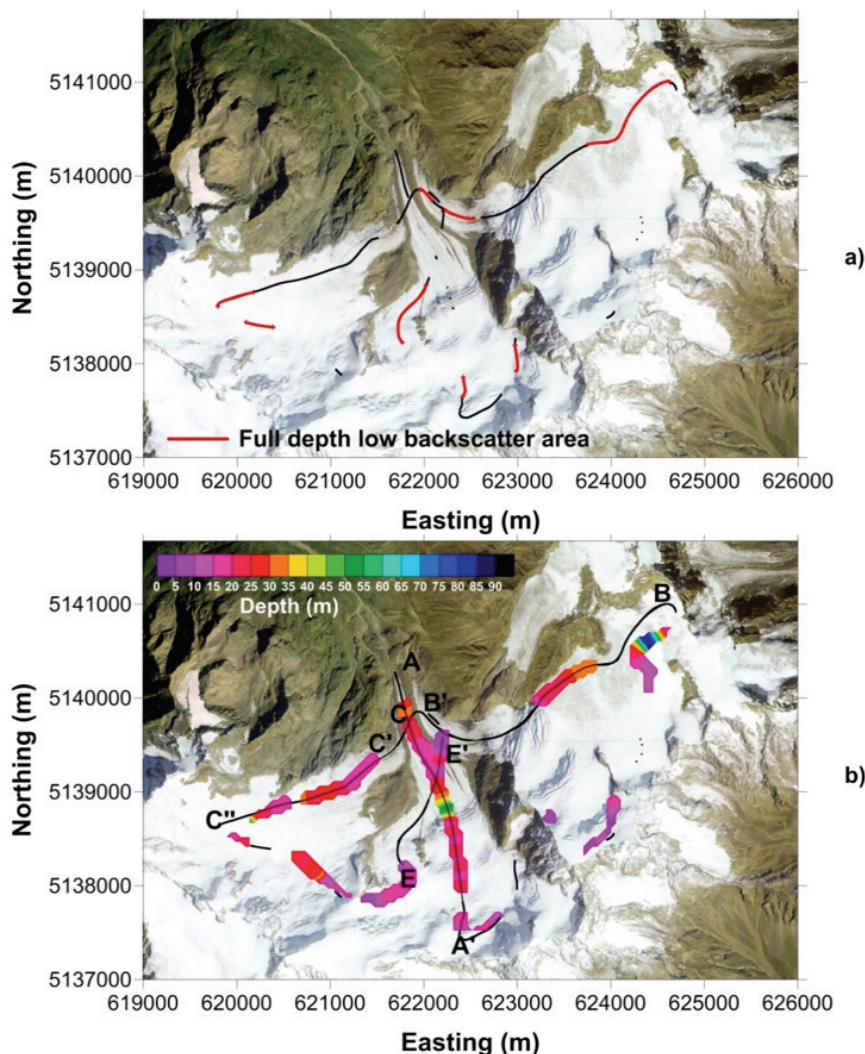 5141000
5140000
5139000
5138000
5137000
Northing (m)
a)
Full depth low backscatter area
619000 620000 621000 622000 623000 624000 625000 626000
Easting (m)
0 5 10 15 20 25 30 35 40 45 50 55 60 65 70 75 80 85 90
Depth (m)
5141000
5140000
5139000
5138000
5137000
Northing (m)
b)
B
A
C B'
C' E'
C"
E
A'
619000 620000 621000 622000 623000 624000 625000 626000
Easting (m)